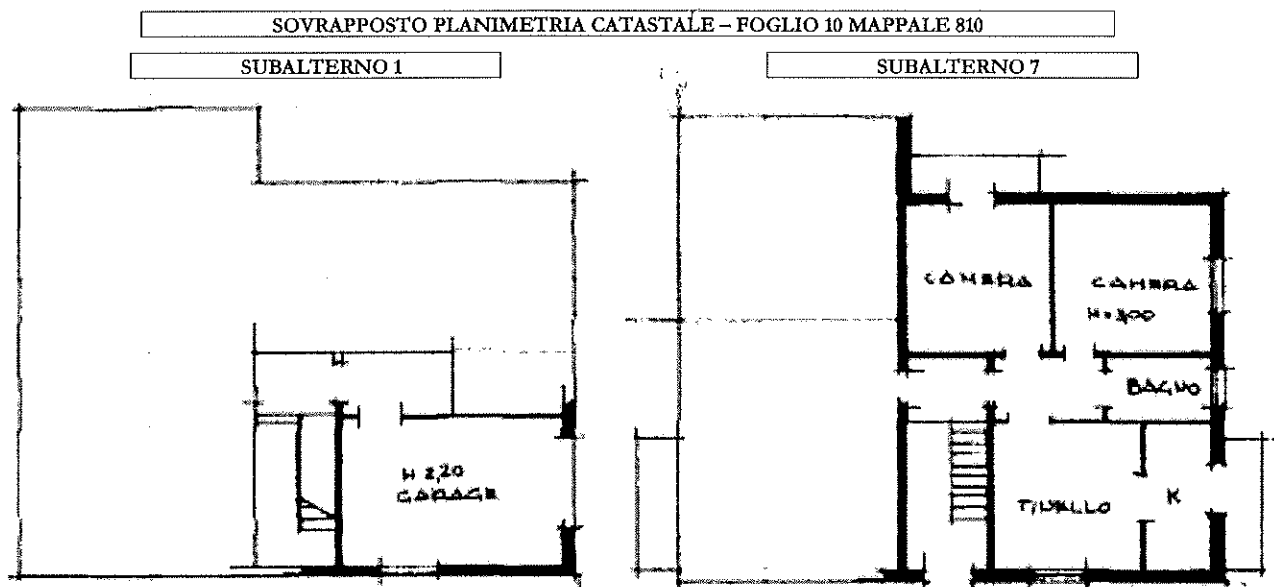 SOVRAPPOSTO PLANIMETRIA CATASTALE – FOGLIO 10 MAPPALE 810
SUBALTERNO 1
SUBALTERNO 7
H 2,20
GARAGE
CAMERA
CAMERA
H=3,00
BAGNO
TINELLO
K